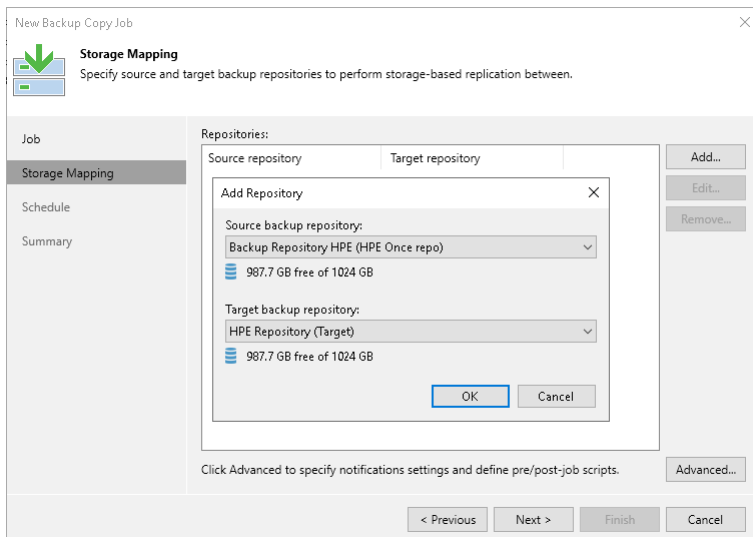 New Backup Copy Job
Storage Mapping
Specify source and target backup repositories to perform storage-based replication between.
Job
Storage Mapping
Schedule
Summary
Repositories:
Source repository
Target repository
Add...
Edit...
Remove...
Add Repository
Source backup repository:
Backup Repository HPE (HPE Once repo)
987.7 GB free of 1024 GB
Target backup repository:
HPE Repository (Target)
987.7 GB free of 1024 GB
OK
Cancel
Click Advanced to specify notifications settings and define pre/post-job scripts.
Advanced...
< Previous
Next >
Finish
Cancel